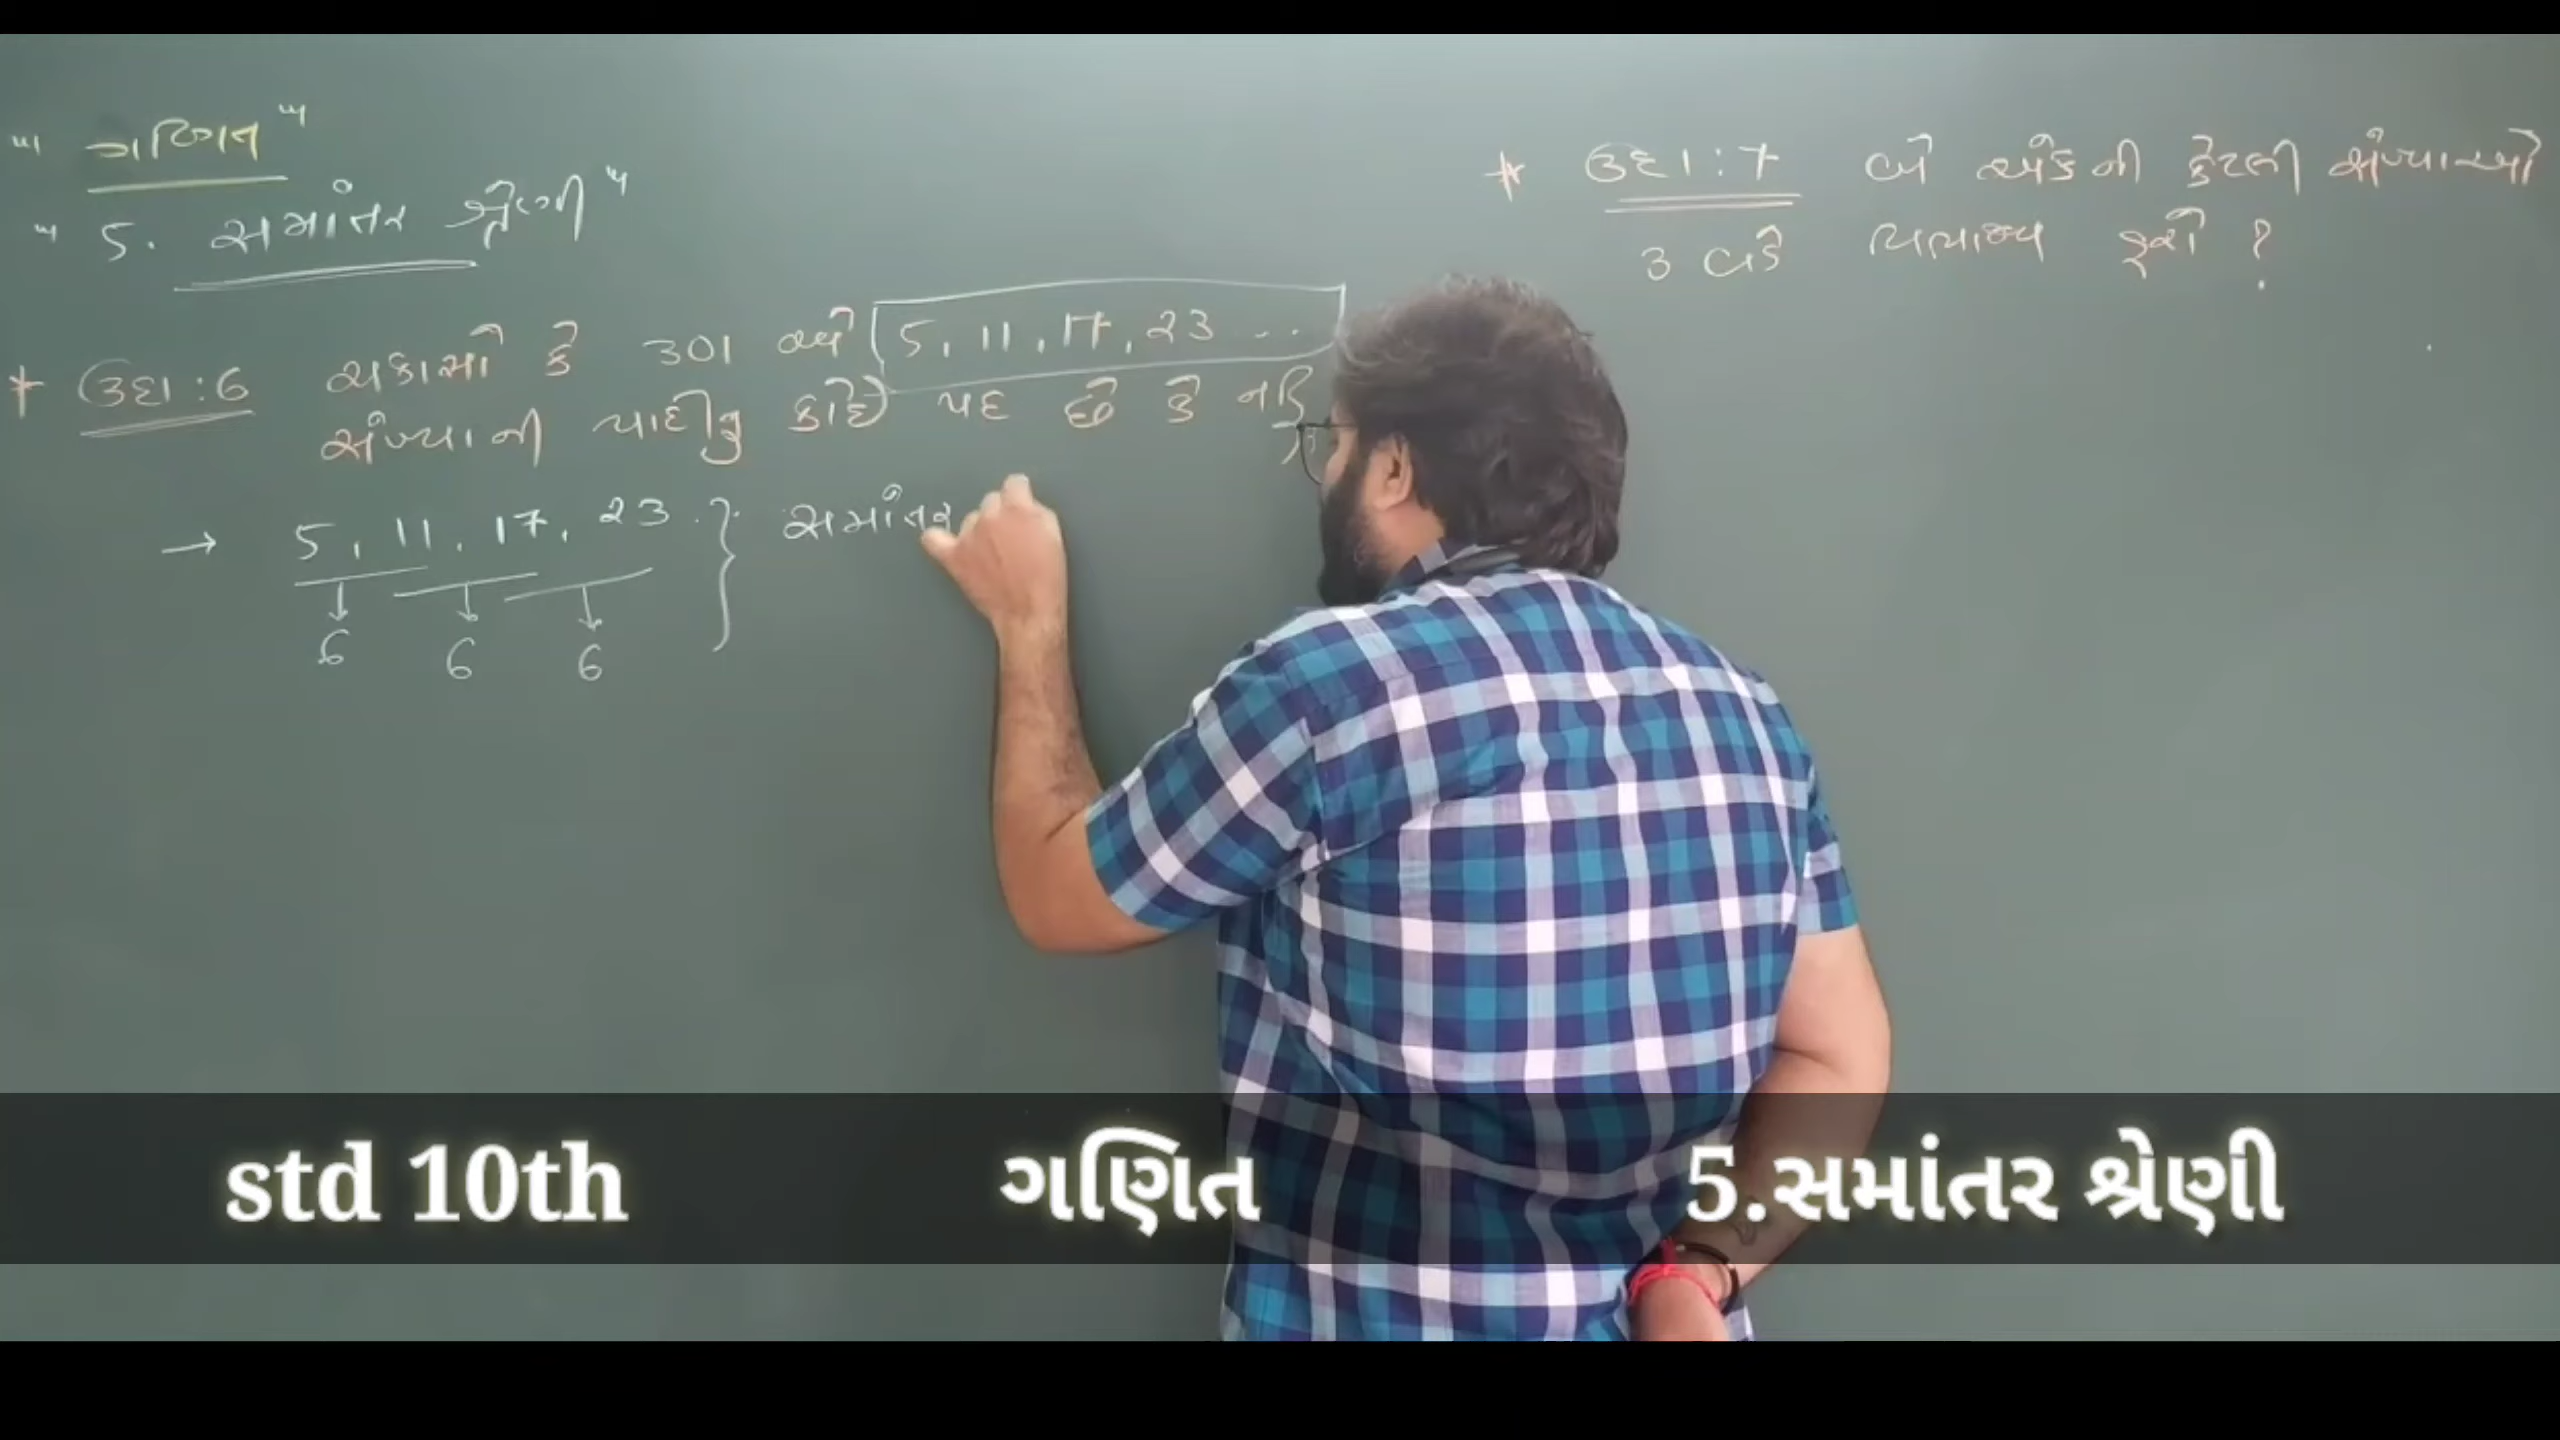 " ગણિત "
" 5. સમાંતર શ્રેણી "
* ઉદા : 6 ચકાસો કે 301 એ 5, 11, 17, 23 ...
સંખ્યાની યાદીનું કોઈ પદ છે કે નહિ
→ 5, 11, 17, 23 .. } સમાંતર
6 6 6
* ઉદા : 7 બે અંકની કેટલી સંખ્યાઓ
3 વડે વિભાજ્ય હશે ?
std 10th ગણિત 5.સમાંતર શ્રેણી